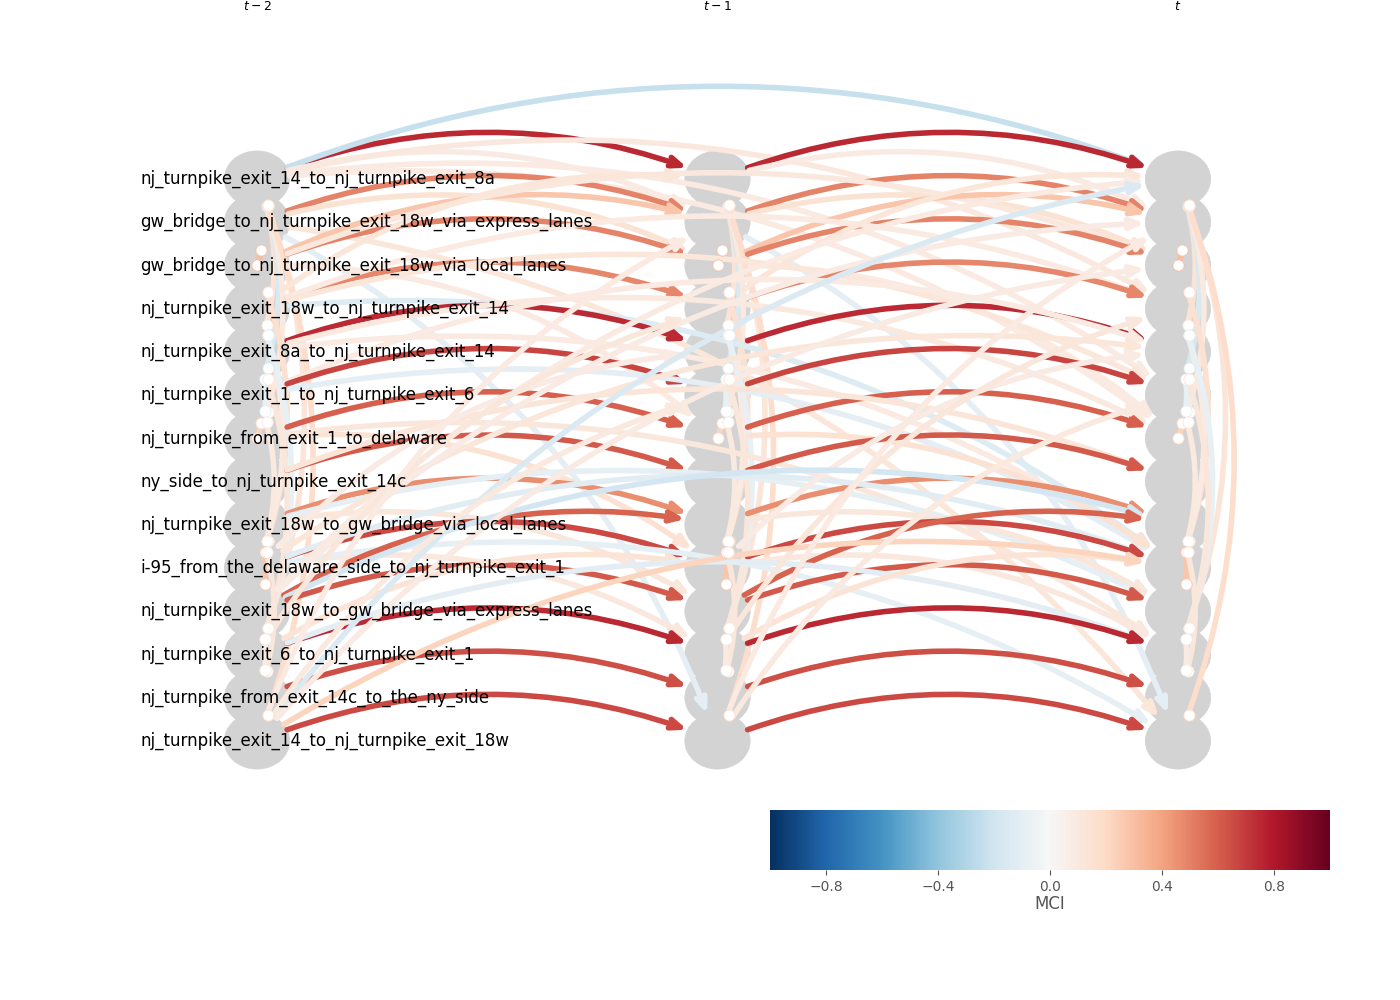 t − 2 t − 1 t
nj_turnpike_exit_14_to_nj_turnpike_exit_8a
gw_bridge_to_nj_turnpike_exit_18w_via_express_lanes
gw_bridge_to_nj_turnpike_exit_18w_via_local_lanes
nj_turnpike_exit_18w_to_nj_turnpike_exit_14
nj_turnpike_exit_8a_to_nj_turnpike_exit_14
nj_turnpike_exit_1_to_nj_turnpike_exit_6
nj_turnpike_from_exit_1_to_delaware
ny_side_to_nj_turnpike_exit_14c
nj_turnpike_exit_18w_to_gw_bridge_via_local_lanes
i-95_from_the_delaware_side_to_nj_turnpike_exit_1
nj_turnpike_exit_18w_to_gw_bridge_via_express_lanes
nj_turnpike_exit_6_to_nj_turnpike_exit_1
nj_turnpike_from_exit_14c_to_the_ny_side
nj_turnpike_exit_14_to_nj_turnpike_exit_18w
−0.8 −0.4 0.0 0.4 0.8
MCI